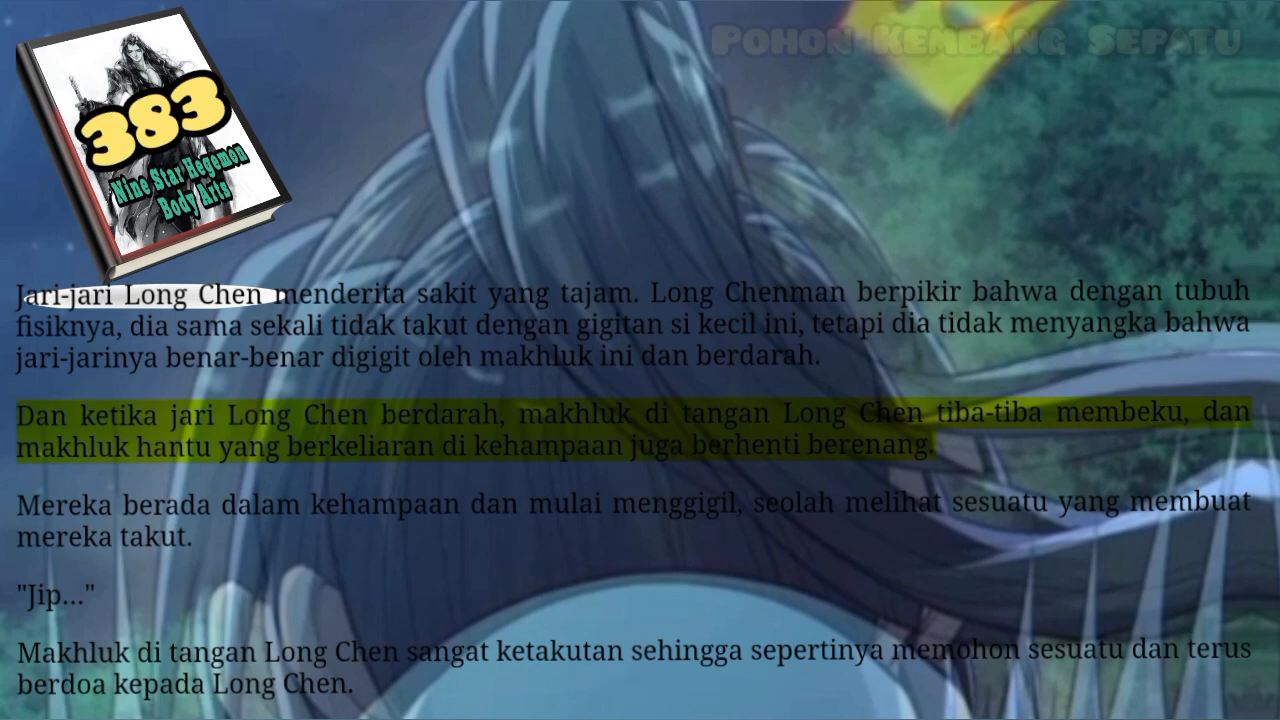 Pohon Kembang Sepatu
383
Nine Star Hegemon
Body Arts
Jari-jari Long Chen menderita sakit yang tajam. Long Chenman berpikir bahwa dengan tubuh
fisiknya, dia sama sekali tidak takut dengan gigitan si kecil ini, tetapi dia tidak menyangka bahwa
jari-jarinya benar-benar digigit oleh makhluk ini dan berdarah.
Dan ketika jari Long Chen berdarah, makhluk di tangan Long Chen tiba-tiba membeku, dan
makhluk hantu yang berkeliaran di kehampaan juga berhenti berenang.
Mereka berada dalam kehampaan dan mulai menggigil, seolah melihat sesuatu yang membuat
mereka takut.
"Jip..."
Makhluk di tangan Long Chen sangat ketakutan sehingga sepertinya memohon sesuatu dan terus
berdoa kepada Long Chen.